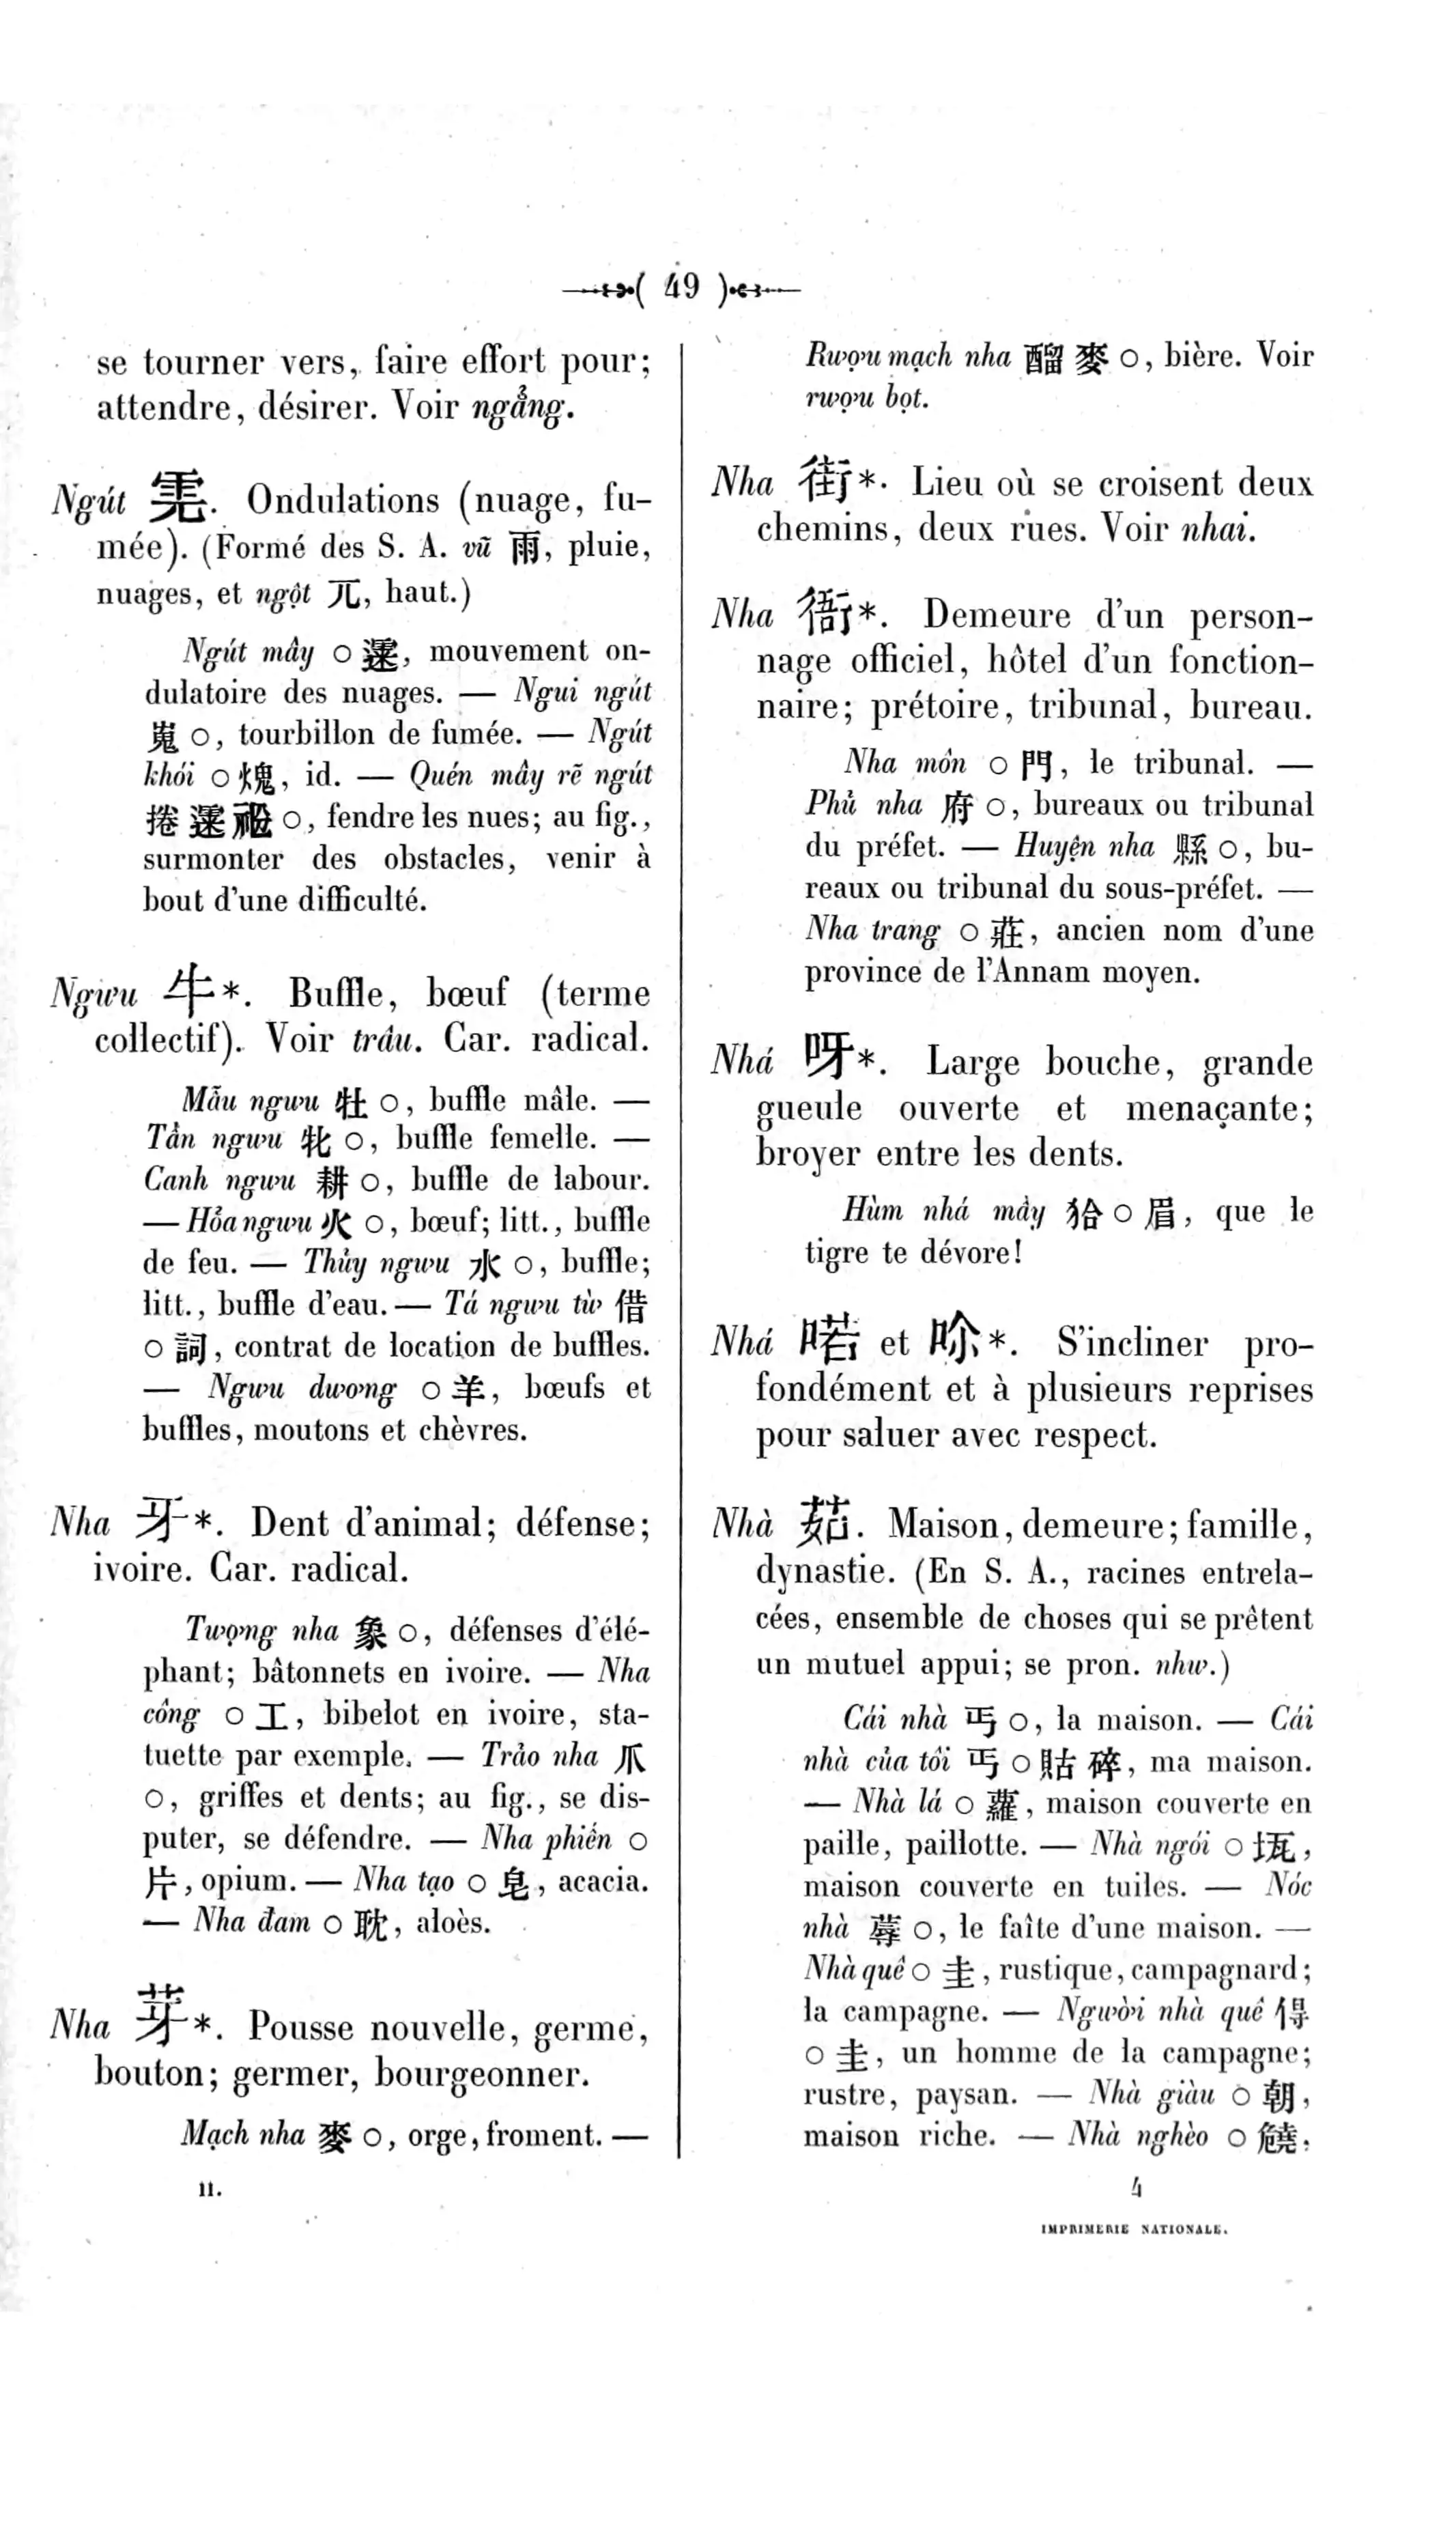 ( 49 )
se tourner vers, faire effort pour;
attendre, désirer. Voir ngẳng.
Ngút 䨚. Ondulations (nuage, fu-
mée). (Formé des S. A. vũ 雨, pluie,
nuages, et ngột 兀, haut.)
Ngút mây ○ 𩄲, mouvement on-
dulatoire des nuages. — Ngui ngút
嵬 ○, tourbillon de fumée. — Ngút
khói ○ 𤌋, id. — Quén mây rẽ ngút
捲 ○, fendre les nues; au fig.,
surmonter des obstacles, venir à
bout d'une difficulté.
Ngưu 牛*. Buffle, bœuf (terme
collectif). Voir trâu. Car. radical.
Mẫu ngưu 牡 ○, buffle mâle. —
Tẩn ngưu 牝 ○, buffle femelle. —
Canh ngưu 耕 ○, buffle de labour.
— Hỏa ngưu 火 ○, bœuf; litt., buffle
de feu. — Thủy ngưu 水 ○, buffle;
litt., buffle d'eau. — Tá ngưu từ 借
○ 詞, contrat de location de buffles.
— Ngưu dương ○ 羊, bœufs et
buffles, moutons et chèvres.
Nha 牙*. Dent d'animal; défense;
ivoire. Car. radical.
Tượng nha 象 ○, défenses d'élé-
phant; bâtonnets en ivoire. — Nha
công ○ 工, bibelot en ivoire, sta-
tuette par exemple. — Trảo nha 爪
○, griffes et dents; au fig., se dis-
puter, se défendre. — Nha phiến ○
片, opium. — Nha tạo ○ 皂, acacia.
— Nha đam ○ 耽, aloès.
Nha 芽*. Pousse nouvelle, germe,
bouton; germer, bourgeonner.
Mạch nha 麥 ○, orge, froment. —
II.
Rượu mạch nha 醪 麥 ○, bière. Voir
rượu bọt.
Nha 街*. Lieu où se croisent deux
chemins, deux rues. Voir nhai.
Nha 衙*. Demeure d'un person-
nage officiel, hôtel d'un fonction-
naire; prétoire, tribunal, bureau.
Nha môn ○ 門, le tribunal. —
Phủ nha 府 ○, bureaux ou tribunal
du préfet. — Huyện nha 縣 ○, bu-
reaux ou tribunal du sous-préfet. —
Nha trang ○ 莊, ancien nom d'une
province de l'Annam moyen.
Nhá 呀*. Large bouche, grande
gueule ouverte et menaçante;
broyer entre les dents.
Hùm nhá mầy 㹥 ○ 眉, que le
tigre te dévore!
Nhá 喏 et 𠰉*. S'incliner pro-
fondément et à plusieurs reprises
pour saluer avec respect.
Nhà 茹. Maison, demeure; famille,
dynastie. (En S. A., racines entrela-
cées, ensemble de choses qui se prêtent
un mutuel appui; se pron. như.)
Cái nhà 丐 ○, la maison. — Cái
nhà của tôi 丐 ○ 貼 碎, ma maison.
— Nhà lá ○ 蘿, maison couverte en
paille, paillotte. — Nhà ngói ○ 𡉽,
maison couverte en tuiles. — Nóc
nhà ○, le faîte d'une maison. —
Nhà quê ○ 圭, rustique, campagnard;
la campagne. — Người nhà quê 㝵
○ 圭, un homme de la campagne;
rustre, paysan. — Nhà giàu ○ 朝,
maison riche. — Nhà nghèo ○ 𩫛,
4
IMPRIMERIE NATIONALE.